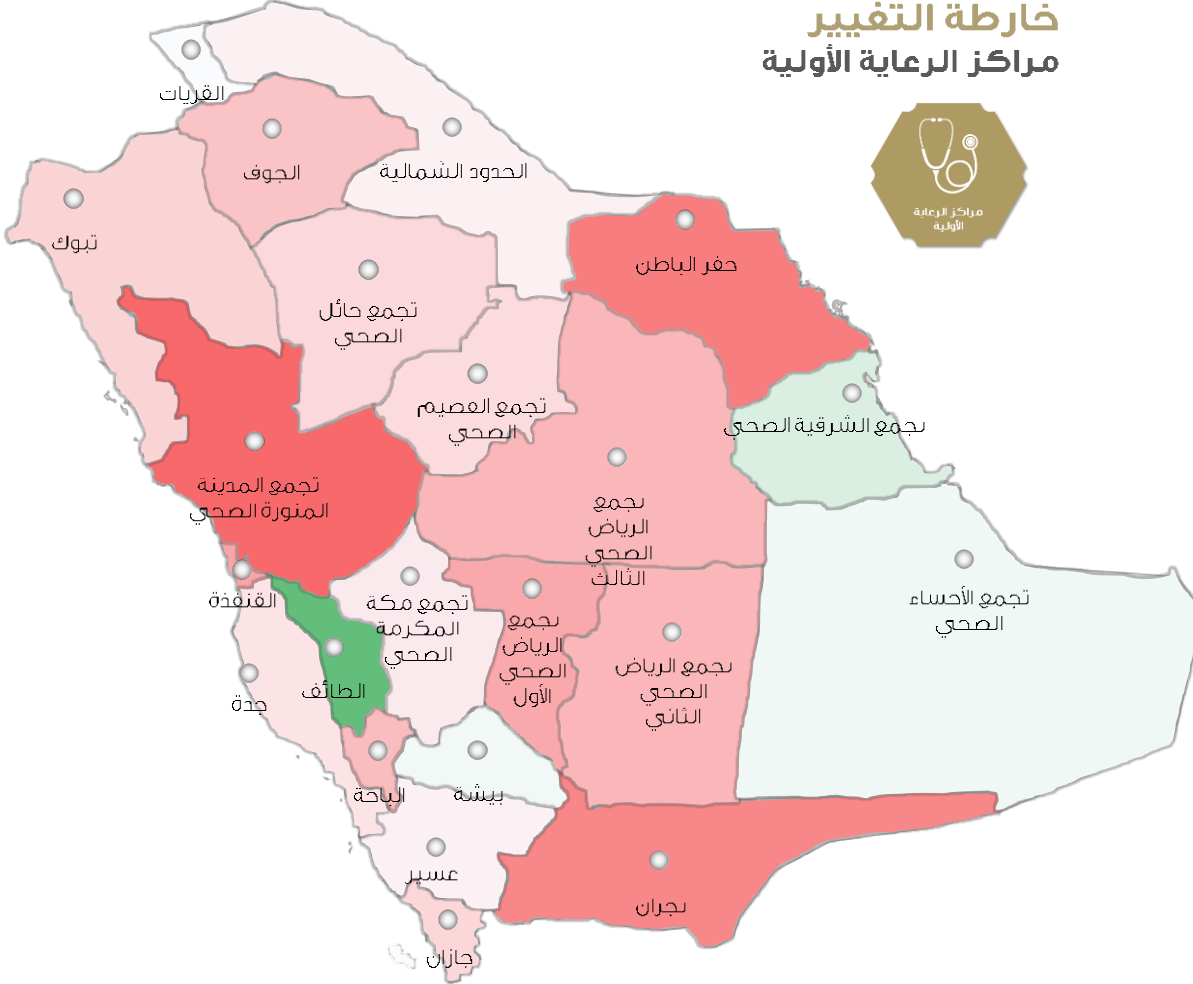 خارطة التغيير
مراكز الرعاية الأولية
مراكز الرعاية
الأولية
القريات
الجوف
الحدود الشمالية
تبوك
حفر الباطن
تجمع حائل
الصحي
تجمع القصيم
الصحي
تجمع الشرقية الصحي
تجمع المدينة
المنورة الصحي
تجمع
الرياض
الصحي
الثالث
القنفذة
تجمع مكة
المكرمة
الصحي
تجمع
الرياض
الصحي
الأول
تجمع الرياض
الصحي
الثاني
تجمع الأحساء
الصحي
الطائف
جدة
الباحة
بيشة
عسير
نجران
جازان